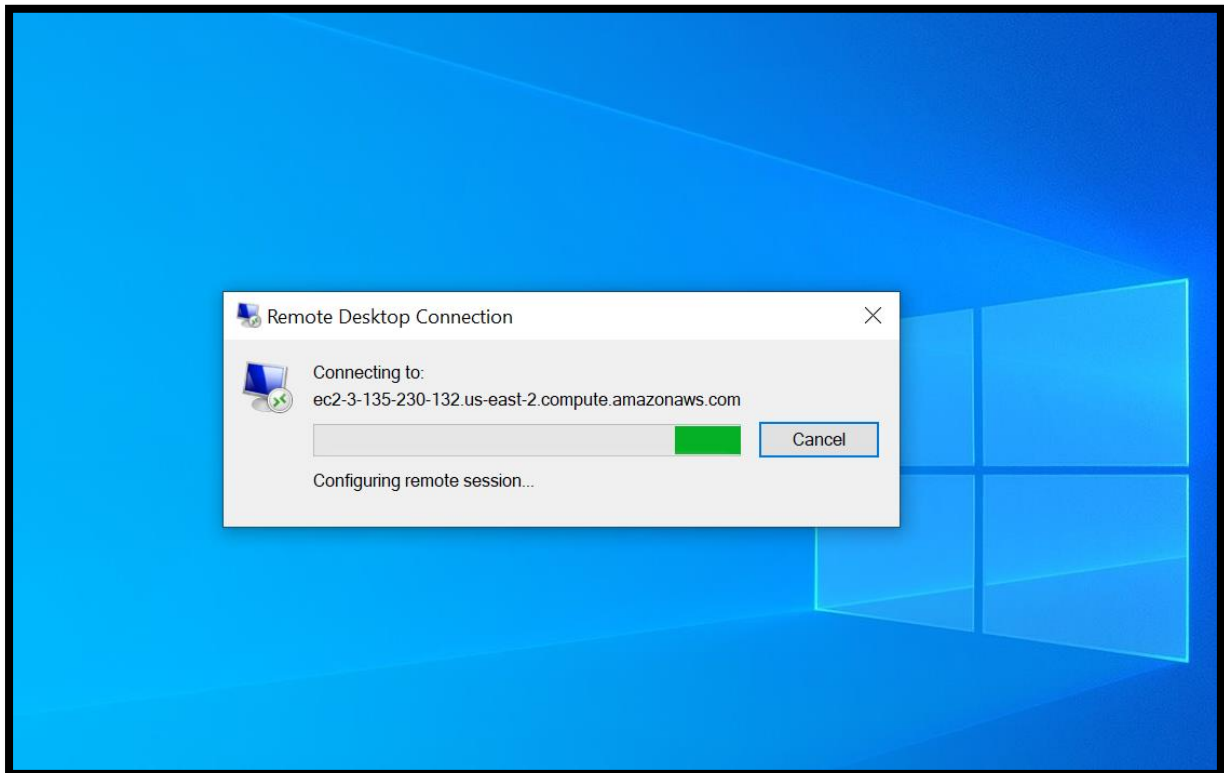 Remote Desktop Connection
Connecting to:
ec2-3-135-230-132.us-east-2.compute.amazonaws.com
Cancel
Configuring remote session...